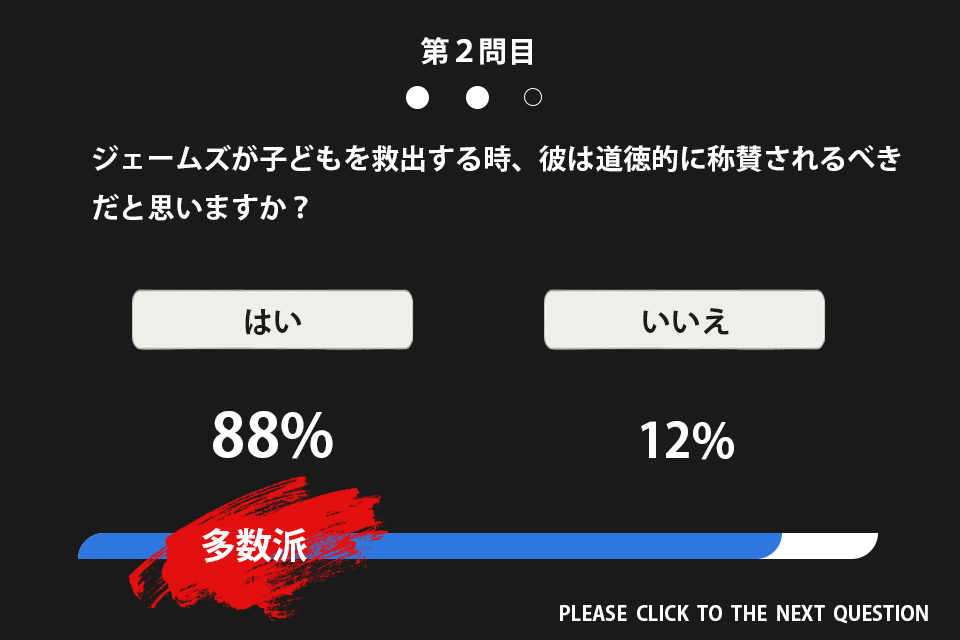 第２問目
ジェームズが子どもを救出する時、彼は道徳的に称賛されるべき
だと思いますか？
はい
いいえ
88%
12%
多数派
PLEASE CLICK TO THE NEXT QUESTION